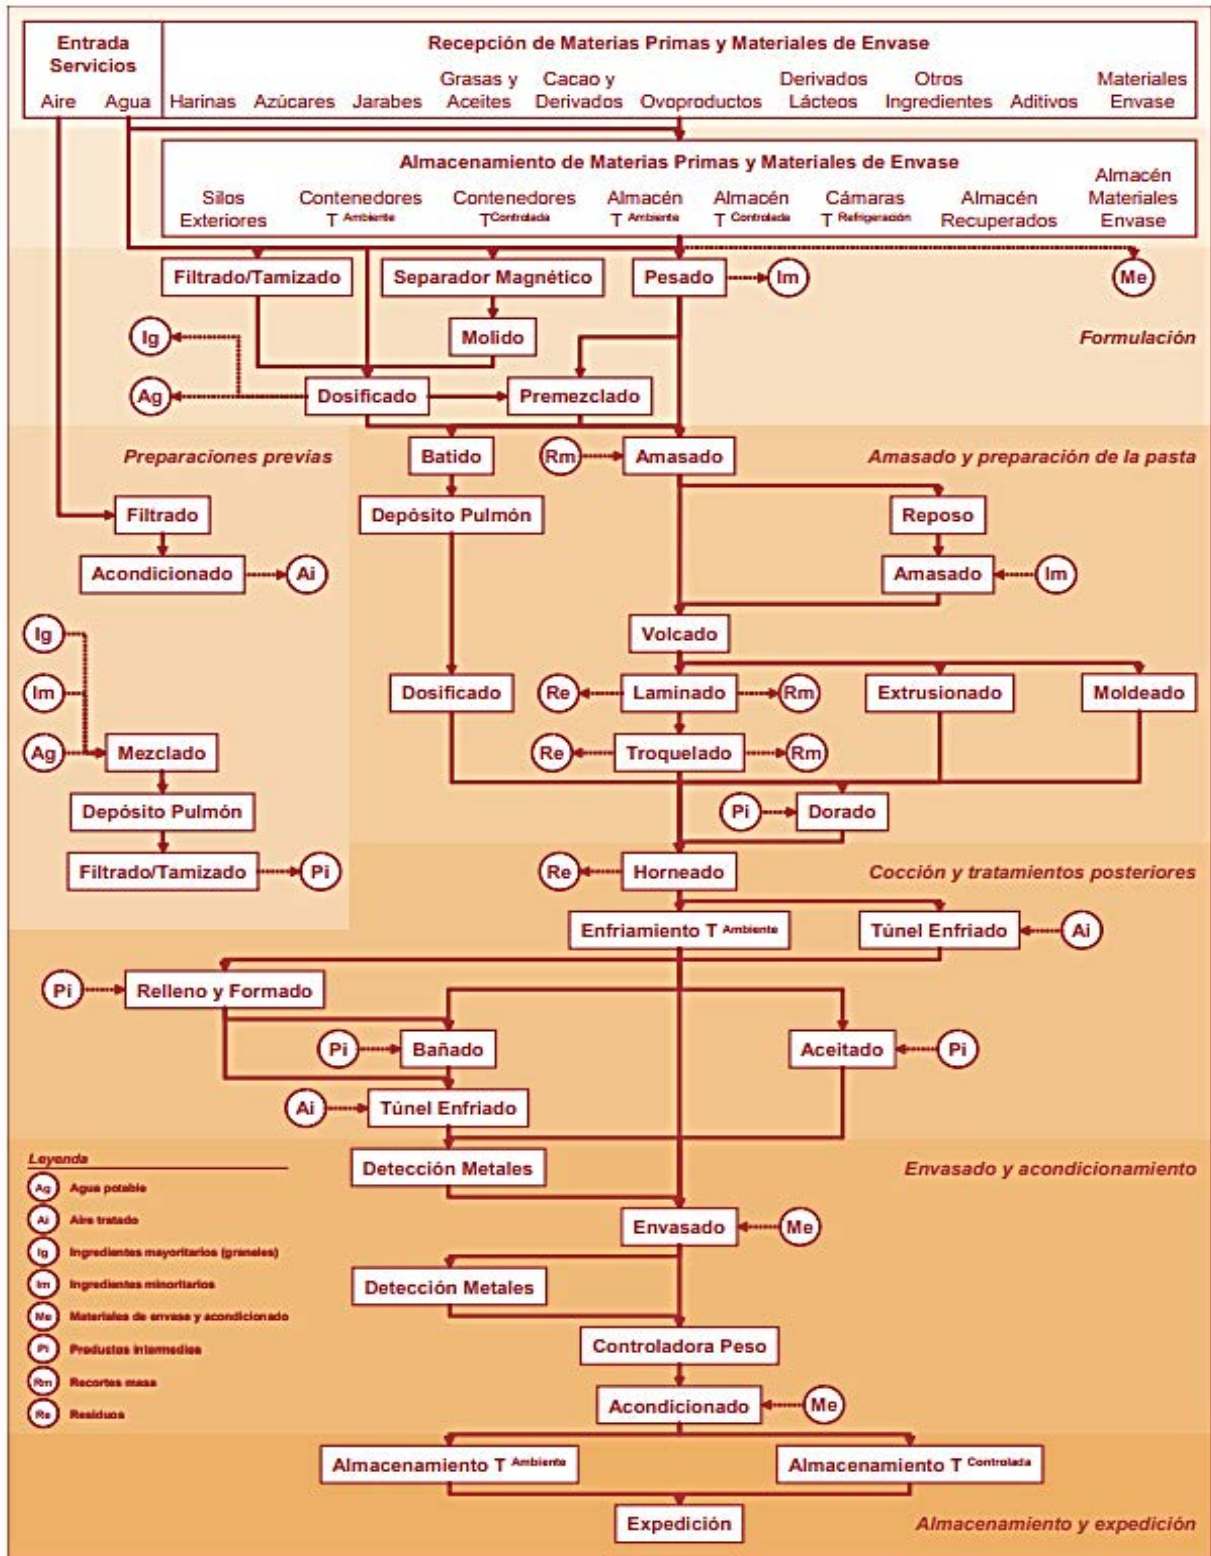 Entrada
Servicios
Aire
Agua
Recepción de Materias Primas y Materiales de Envase
Harinas
Azúcares
Jarabes
Grasas y
Aceites
Cacao y
Derivados
Ovoproductos
Derivados
Lácteos
Otros
Ingredientes
Aditivos
Materiales
Envase
Almacenamiento de Materias Primas y Materiales de Envase
Silos
Exteriores
Contenedores
T Ambiente
Contenedores
T Controlada
Almacén
T Ambiente
Almacén
T Controlada
Cámaras
T Refrigeración
Almacén
Recuperados
Almacén
Materiales
Envase
Filtrado/Tamizado
Separador Magnético
Pesado
Im
Me
Ig
Molido
Formulación
Ag
Dosificado
Premezclado
Preparaciones previas
Batido
Rm
Amasado
Amasado y preparación de la pasta
Filtrado
Depósito Pulmón
Reposo
Acondicionado
Ai
Amasado
Im
Ig
Volcado
Im
Dosificado
Re
Laminado
Rm
Extrusionado
Moldeado
Ag
Mezclado
Re
Troquelado
Rm
Depósito Pulmón
Pi
Dorado
Filtrado/Tamizado
Pi
Re
Horneado
Cocción y tratamientos posteriores
Enfriamiento T Ambiente
Túnel Enfriado
Ai
Pi
Relleno y Formado
Pi
Bañado
Aceitado
Pi
Ai
Túnel Enfriado
Detección Metales
Envasado y acondicionamiento
Envasado
Me
Detección Metales
Controladora Peso
Acondicionado
Me
Leyenda
Ag Agua potable
Ai Aire tratado
Ig Ingredientes mayoritarios (graneles)
Im Ingredientes minoritarios
Me Materiales de envase y acondicionado
Pi Productos intermedios
Rm Recortes masa
Re Residuos
Almacenamiento T Ambiente
Almacenamiento T Controlada
Expedición
Almacenamiento y expedición